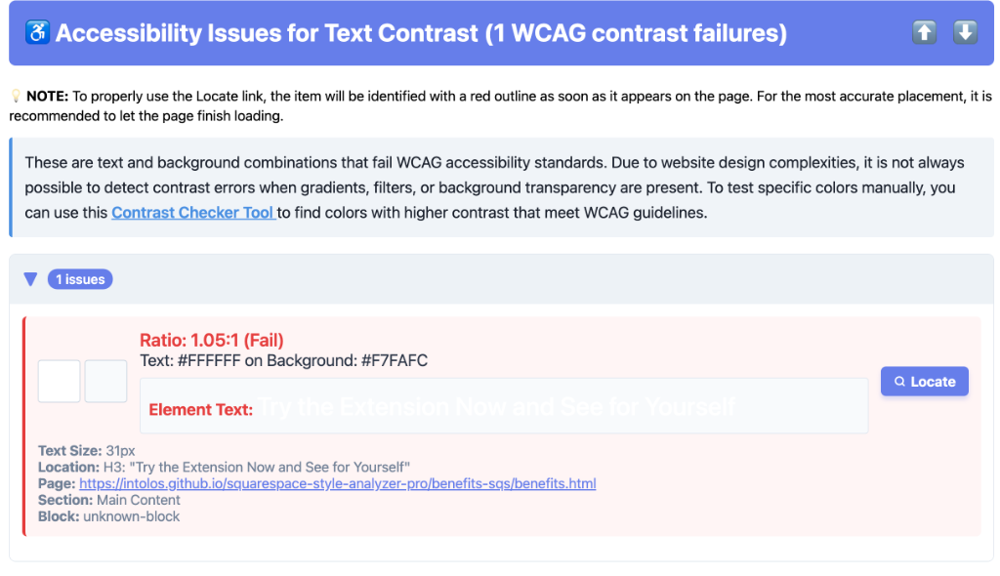 ♿ Accessibility Issues for Text Contrast (1 WCAG contrast failures) ⬆ ⬇
💡 NOTE: To properly use the Locate link, the item will be identified with a red outline as soon as it appears on the page. For the most accurate placement, it is
recommended to let the page finish loading.
These are text and background combinations that fail WCAG accessibility standards. Due to website design complexities, it is not always
possible to detect contrast errors when gradients, filters, or background transparency are present. To test specific colors manually, you
can use this Contrast Checker Tool to find colors with higher contrast that meet WCAG guidelines.
▼ 1 issues
Ratio: 1.05:1 (Fail)
Text: #FFFFFF on Background: #F7FAFC
Element Text: Try the Extension Now and See for Yourself
Locate
Text Size: 31px
Location: H3: "Try the Extension Now and See for Yourself"
Page: https://intolos.github.io/squarespace-style-analyzer-pro/benefits-sqs/benefits.html
Section: Main Content
Block: unknown-block